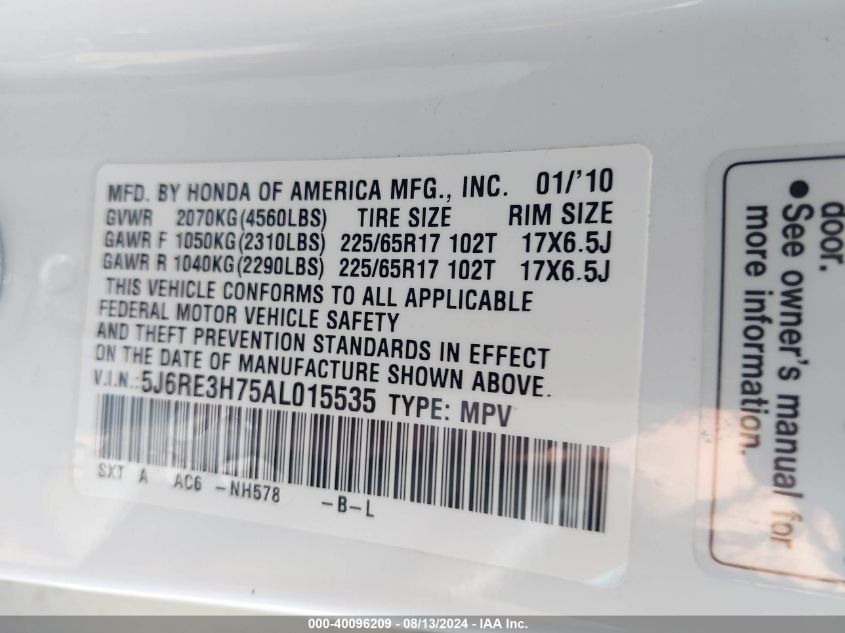 MFD. BY HONDA OF AMERICA MFG., INC. 01/'10
GVWR 2070KG(4560LBS) TIRE SIZE RIM SIZE
GAWR F 1050KG(2310LBS) 225/65R17 102T 17X6.5J
GAWR R 1040KG(2290LBS) 225/65R17 102T 17X6.5J
THIS VEHICLE CONFORMS TO ALL APPLICABLE
FEDERAL MOTOR VEHICLE SAFETY
AND THEFT PREVENTION STANDARDS IN EFFECT
ON THE DATE OF MANUFACTURE SHOWN ABOVE.
V.I.N.:5J6RE3H75AL015535 TYPE: MPV
SXT A AC6 -NH578 -B-L
door.
● See owner's manual for
more information.
000-40096209 - 08/13/2024 - IAA Inc.